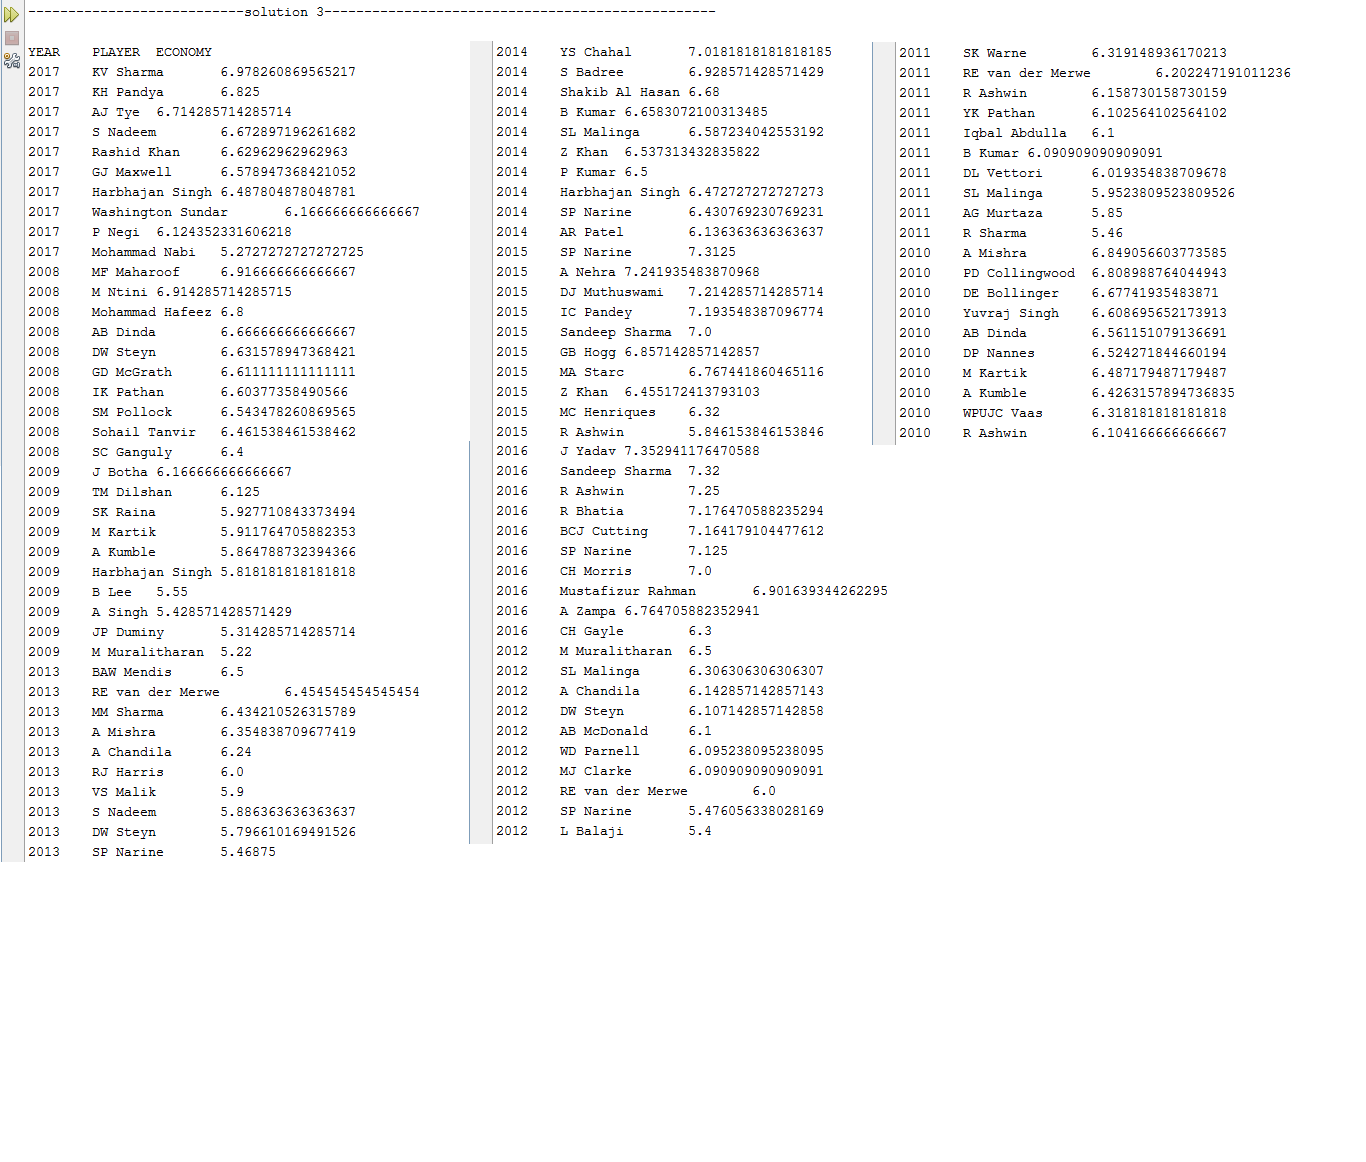 ---------------------------solution 3-------------------------------------------------
YEAR PLAYER ECONOMY
2017 KV Sharma 6.978260869565217
2017 KH Pandya 6.825
2017 AJ Tye 6.714285714285714
2017 S Nadeem 6.672897196261682
2017 Rashid Khan 6.62962962962963
2017 GJ Maxwell 6.578947368421052
2017 Harbhajan Singh 6.487804878048781
2017 Washington Sundar 6.166666666666667
2017 P Negi 6.124352331606218
2017 Mohammad Nabi 5.2727272727272725
2008 MF Maharoof 6.916666666666667
2008 M Ntini 6.914285714285715
2008 Mohammad Hafeez 6.8
2008 AB Dinda 6.666666666666667
2008 DW Steyn 6.631578947368421
2008 GD McGrath 6.611111111111111
2008 IK Pathan 6.60377358490566
2008 SM Pollock 6.543478260869565
2008 Sohail Tanvir 6.461538461538462
2008 SC Ganguly 6.4
2009 J Botha 6.166666666666667
2009 TM Dilshan 6.125
2009 SK Raina 5.927710843373494
2009 M Kartik 5.911764705882353
2009 A Kumble 5.864788732394366
2009 Harbhajan Singh 5.818181818181818
2009 B Lee 5.55
2009 A Singh 5.428571428571429
2009 JP Duminy 5.314285714285714
2009 M Muralitharan 5.22
2013 BAW Mendis 6.5
2013 RE van der Merwe 6.454545454545454
2013 MM Sharma 6.434210526315789
2013 A Mishra 6.354838709677419
2013 A Chandila 6.24
2013 RJ Harris 6.0
2013 VS Malik 5.9
2013 S Nadeem 5.886363636363637
2013 DW Steyn 5.796610169491526
2013 SP Narine 5.46875
2014 YS Chahal 7.0181818181818185
2014 S Badree 6.928571428571429
2014 Shakib Al Hasan 6.68
2014 B Kumar 6.6583072100313485
2014 SL Malinga 6.587234042553192
2014 Z Khan 6.537313432835822
2014 P Kumar 6.5
2014 Harbhajan Singh 6.472727272727273
2014 SP Narine 6.430769230769231
2014 AR Patel 6.136363636363637
2015 SP Narine 7.3125
2015 A Nehra 7.241935483870968
2015 DJ Muthuswami 7.214285714285714
2015 IC Pandey 7.193548387096774
2015 Sandeep Sharma 7.0
2015 GB Hogg 6.857142857142857
2015 MA Starc 6.767441860465116
2015 Z Khan 6.455172413793103
2015 MC Henriques 6.32
2015 R Ashwin 5.846153846153846
2016 J Yadav 7.352941176470588
2016 Sandeep Sharma 7.32
2016 R Ashwin 7.25
2016 R Bhatia 7.176470588235294
2016 BCJ Cutting 7.164179104477612
2016 SP Narine 7.125
2016 CH Morris 7.0
2016 Mustafizur Rahman 6.901639344262295
2016 A Zampa 6.764705882352941
2016 CH Gayle 6.3
2012 M Muralitharan 6.5
2012 SL Malinga 6.306306306306307
2012 A Chandila 6.142857142857143
2012 DW Steyn 6.107142857142858
2012 AB McDonald 6.1
2012 WD Parnell 6.095238095238095
2012 MJ Clarke 6.090909090909091
2012 RE van der Merwe 6.0
2012 SP Narine 5.476056338028169
2012 L Balaji 5.4
2011 SK Warne 6.319148936170213
2011 RE van der Merwe 6.202247191011236
2011 R Ashwin 6.158730158730159
2011 YK Pathan 6.102564102564102
2011 Iqbal Abdulla 6.1
2011 B Kumar 6.090909090909091
2011 DL Vettori 6.019354838709678
2011 SL Malinga 5.9523809523809526
2011 AG Murtaza 5.85
2011 R Sharma 5.46
2010 A Mishra 6.849056603773585
2010 PD Collingwood 6.808988764044943
2010 DE Bollinger 6.67741935483871
2010 Yuvraj Singh 6.608695652173913
2010 AB Dinda 6.561151079136691
2010 DP Nannes 6.524271844660194
2010 M Kartik 6.487179487179487
2010 A Kumble 6.4263157894736835
2010 WPUJC Vaas 6.318181818181818
2010 R Ashwin 6.104166666666667